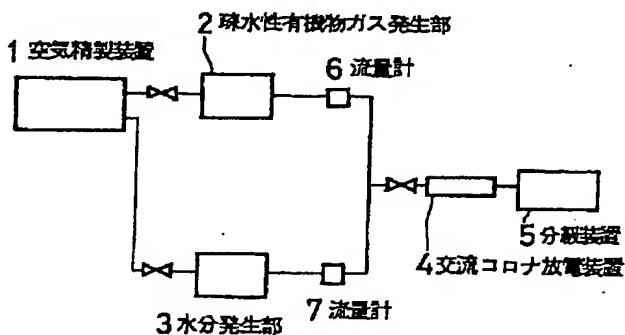 1 空気精製装置
2 疎水性有機物ガス発生部
6 流量計
5 分級装置
4 交流コロナ放電装置
7 流量計
3 水分発生部